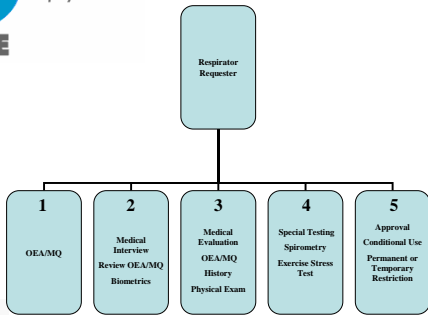 Respirator
Requester
1
OEA/MQ
2
Medical
Interview
Review OEA/MQ
Biometrics
3
Medical
Evaluation
OEA/MQ
History
Physical Exam
4
Special Testing
Spirometry
Exercise Stress
Test
5
Approval
Conditional Use
Permanent or
Temporary
Restriction